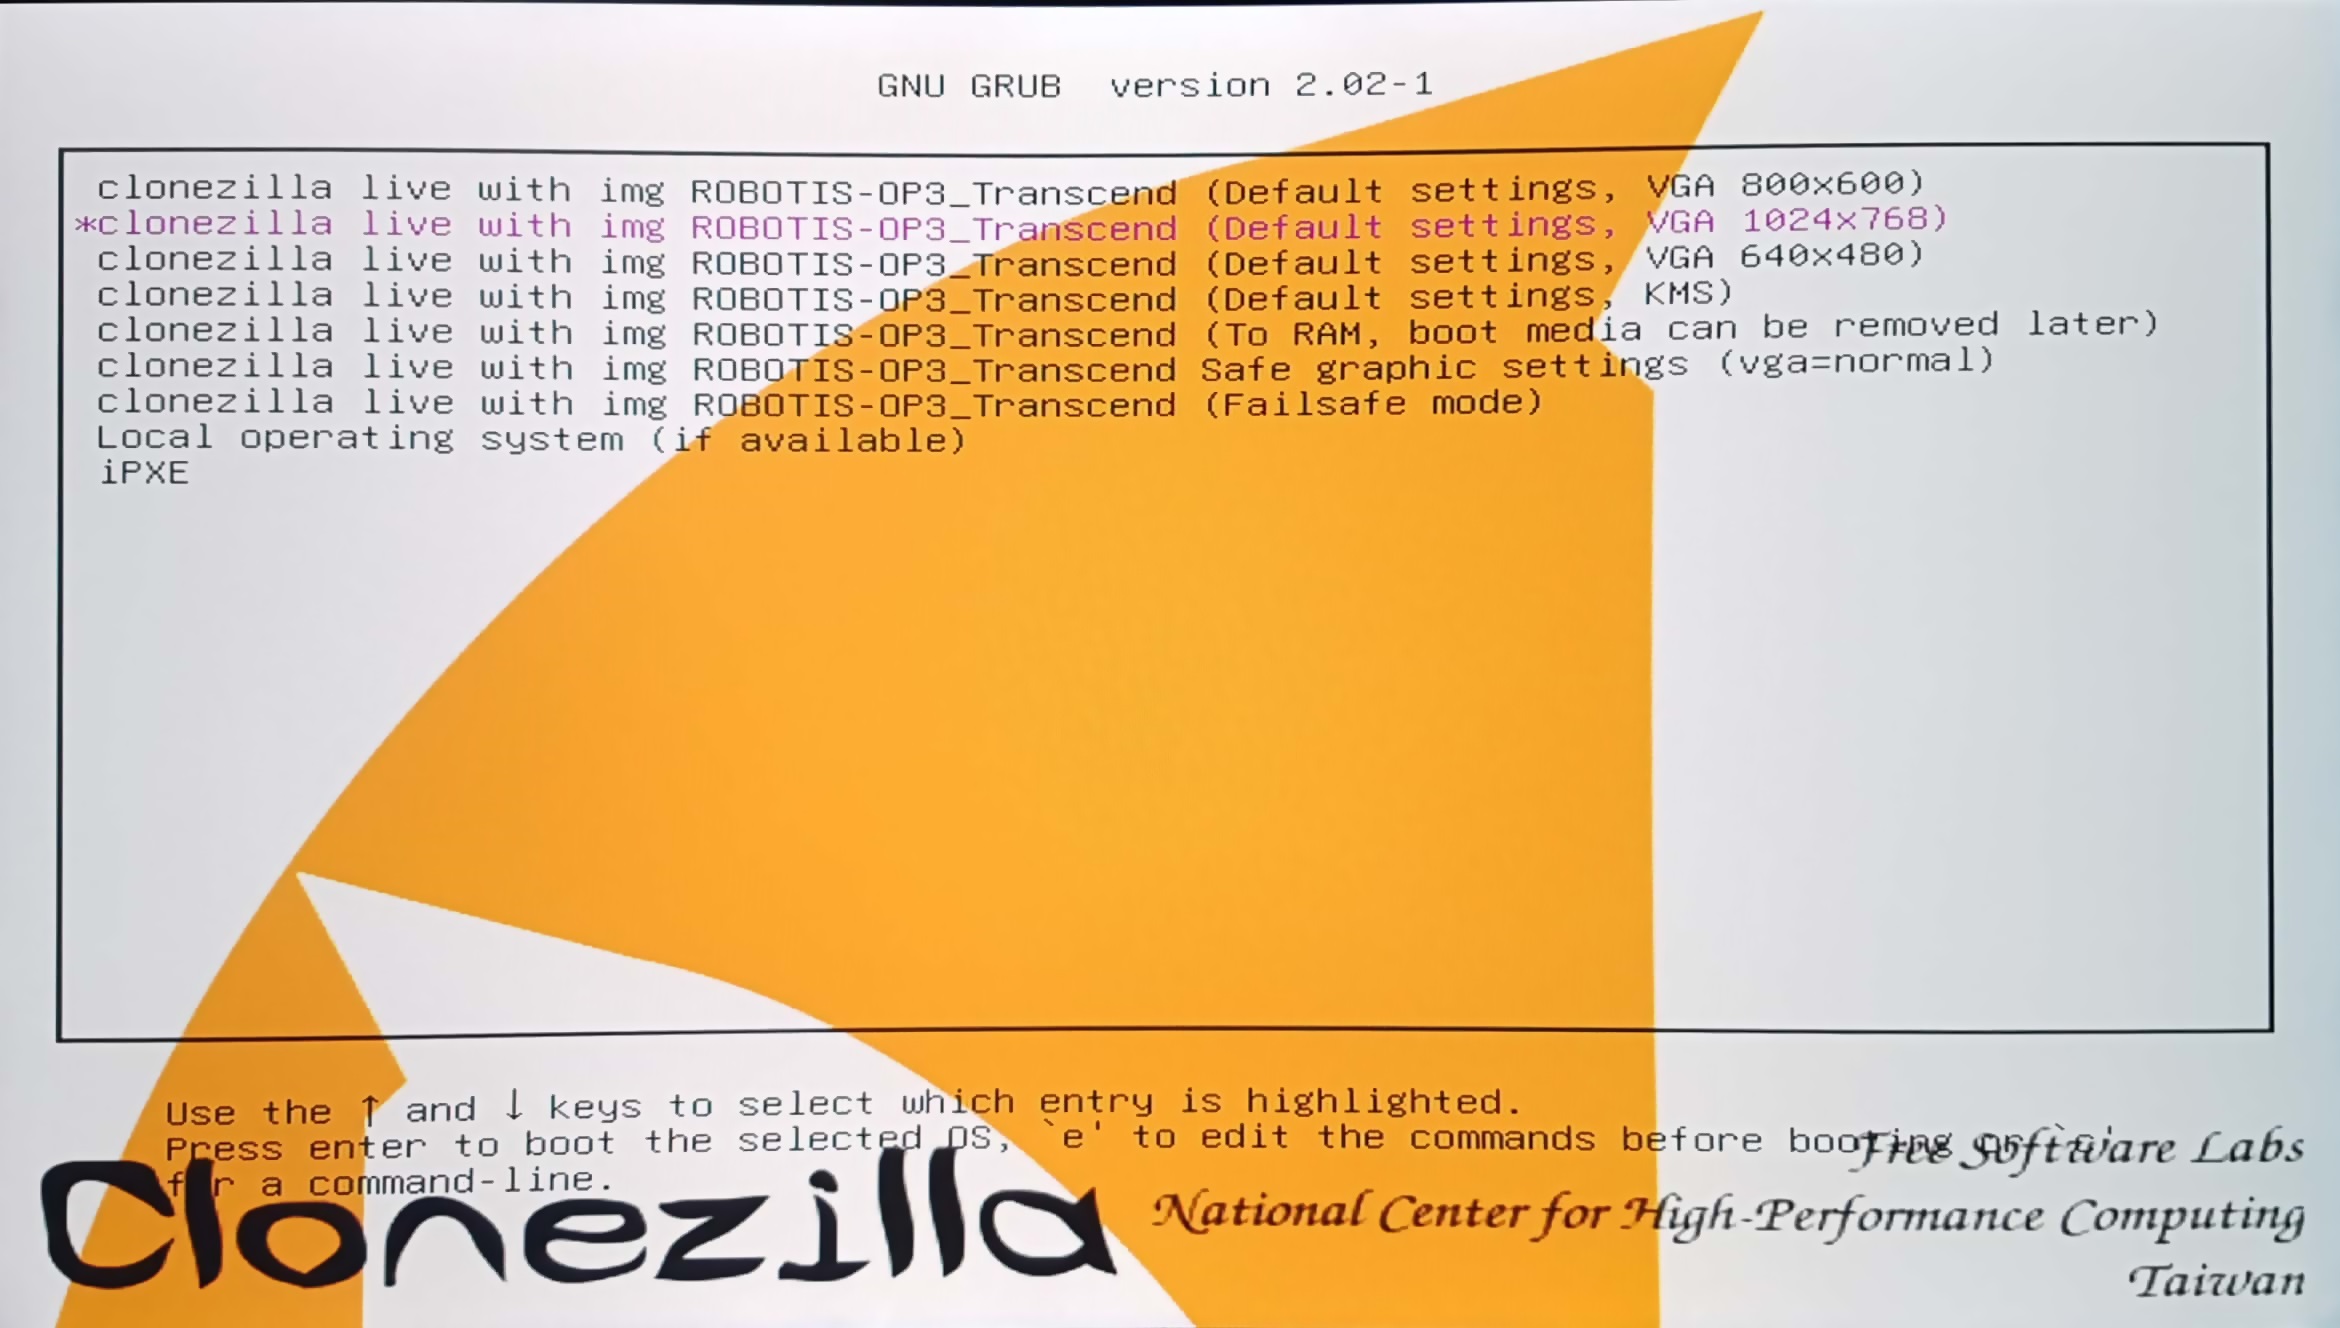 GNU GRUB  version 2.02-1
clonezilla live with img ROBOTIS-OP3_Transcend (Default settings, VGA 800x600)
*clonezilla live with img ROBOTIS-OP3_Transcend (Default settings, VGA 1024x768)
clonezilla live with img ROBOTIS-OP3_Transcend (Default settings, VGA 640x480)
clonezilla live with img ROBOTIS-OP3_Transcend (Default settings, KMS)
clonezilla live with img ROBOTIS-OP3_Transcend (To RAM, boot media can be removed later)
clonezilla live with img ROBOTIS-OP3_Transcend Safe graphic settings (vga=normal)
clonezilla live with img ROBOTIS-OP3_Transcend (Failsafe mode)
Local operating system (if available)
iPXE
Use the ↑ and ↓ keys to select which entry is highlighted.
Press enter to boot the selected OS, `e' to edit the commands before booting or `c'
for a command-line.
Clonezilla
Free Software Labs
National Center for High-Performance Computing
Taiwan